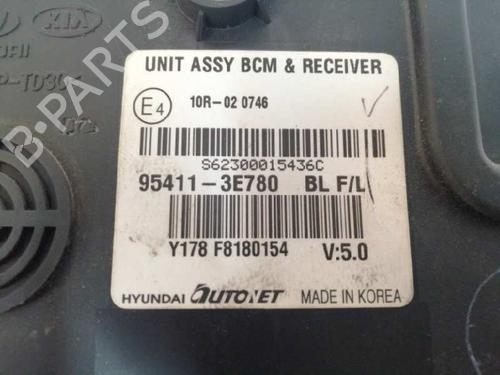 KIA
UNIT ASSY BCM & RECEIVER
E4 10R-02 0746
S62300015436C
95411-3E780 BL F/L
Y178 F8180154 V:5.0
HYUNDAI AUTONET MADE IN KOREA
B-PARTS